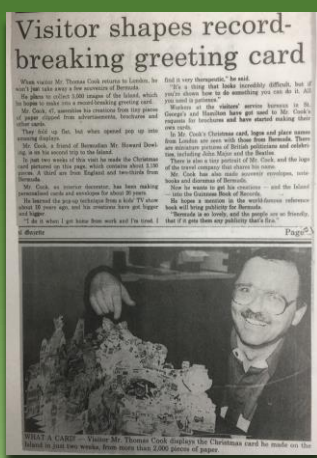 Visitor shapes record-
breaking greeting card
When visitor Mr. Thomas Cook returns to London, he
won't just take away a few souvenirs of Bermuda.
He plans to collect 3,000 images of the Island, which
he hopes to make into a record-breaking greeting card.
Mr. Cook, 47, assembles his creations from tiny pieces
of paper clipped from advertisements, brochures and
other cards.
They fold up flat, but when opened pop up into
amazing displays.
Mr. Cook, a friend of Bermudian Mr. Howard Dowl-
ing, is on his second trip to the Island.
In just two weeks of this visit he made the Christmas
card pictured on this page, which contains about 2,100
pieces. A third are from England and two-thirds from
Bermuda.
Mr. Cook, an interior decorator, has been making
personalised cards and envelopes for about 20 years.
He learned the pop-up technique from a kids' TV show
about 10 years ago, and his creations have got bigger
and bigger.
"I do it when I get home from work and I'm tired. I
find it very therapeutic," he said.
"It's a thing that looks incredibly difficult, but if
you're shown how to do something you can do it. All
you need is patience."
Workers at the visitors' service bureaux in St.
George's and Hamilton have got used to Mr. Cook's
requests for brochures and have started making their
own cards.
In Mr. Cook's Christmas card, logos and place names
from London are seen with those from Bermuda. There
are miniature pictures of British politicians and celebri-
ties, including John Major and the Beatles.
There is also a tiny portrait of Mr. Cook, and the logo
of the travel agency that shares his name.
Mr. Cook has also made souvenir envelopes, note-
books and dioramas of Bermuda.
Now he wants to get his creations — and the Island
— into the Guinness Book of Records.
He hopes a mention in the world-famous reference
book will bring publicity for Bermuda.
"Bermuda is so lovely, and the people are so friendly,
that if it gets them any publicity that's fine."
Gazette
Page
WHAT A CARD! — Visitor Mr. Thomas Cook displays the Christmas card he made on the
Island in just two weeks, from more than 2,000 pieces of paper.